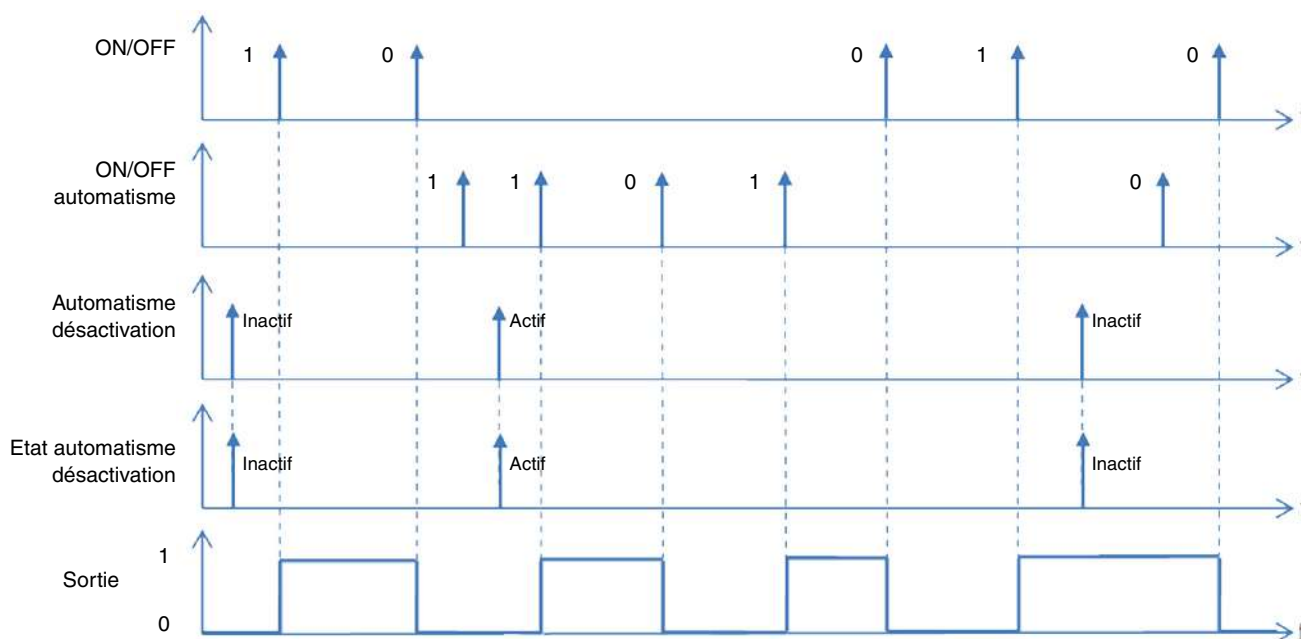 ON/OFF
1 0 0 1 0
ON/OFF
automatisme
1 1 0 1 0
Automatisme
désactivation
Inactif Actif Inactif
Etat automatisme
désactivation
Inactif Actif Inactif
1
Sortie
0